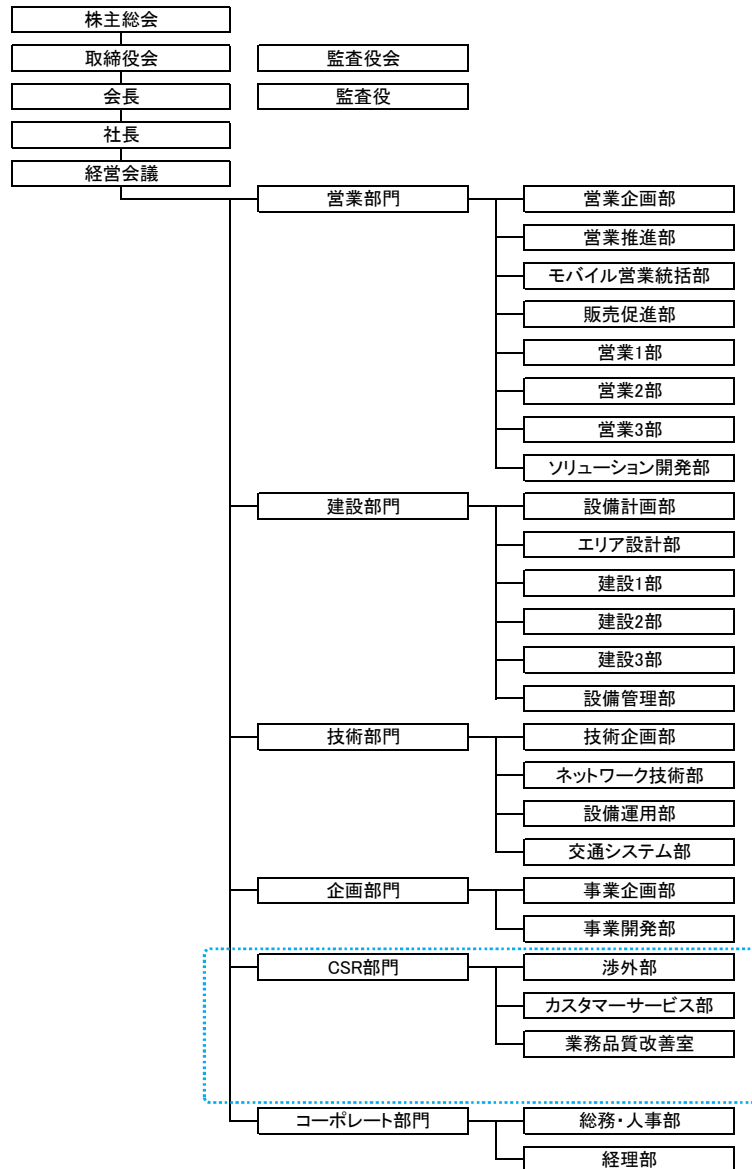 株主総会
取締役会
監査役会
会長
監査役
社長
経営会議
営業部門
営業企画部
営業推進部
モバイル営業統括部
販売促進部
営業1部
営業2部
営業3部
ソリューション開発部
建設部門
設備計画部
エリア設計部
建設1部
建設2部
建設3部
設備管理部
技術部門
技術企画部
ネットワーク技術部
設備運用部
交通システム部
企画部門
事業企画部
事業開発部
CSR部門
渉外部
カスタマーサービス部
業務品質改善室
コーポレート部門
総務・人事部
経理部